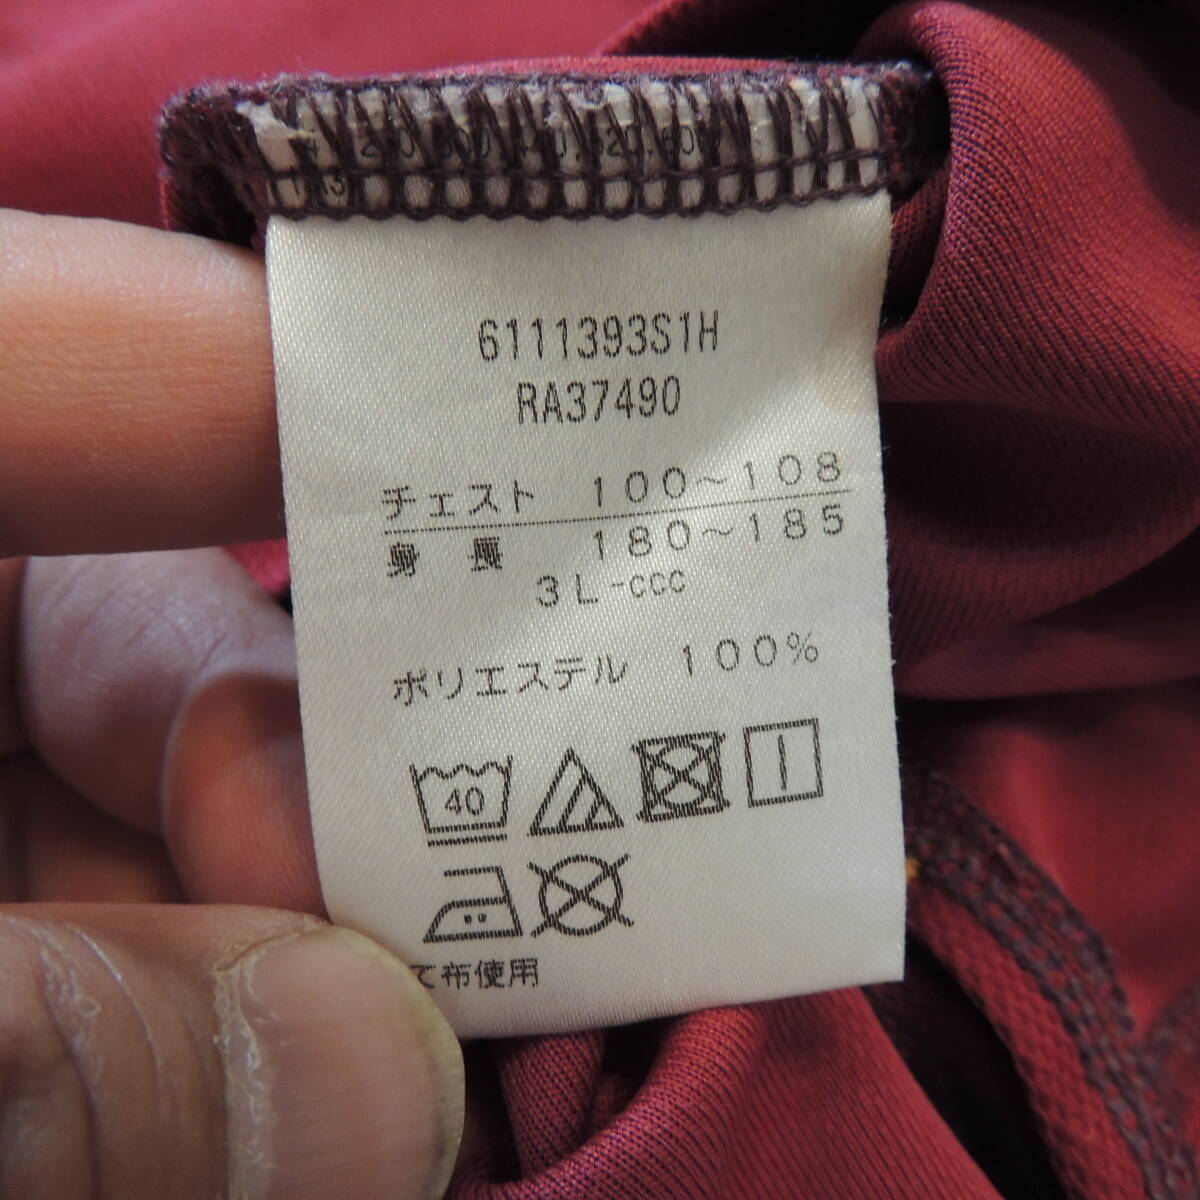 6111393S1H
RA37490
チェスト 100~108
身長 180~185
3L-CCC
ポリエステル 100%
40
て布使用